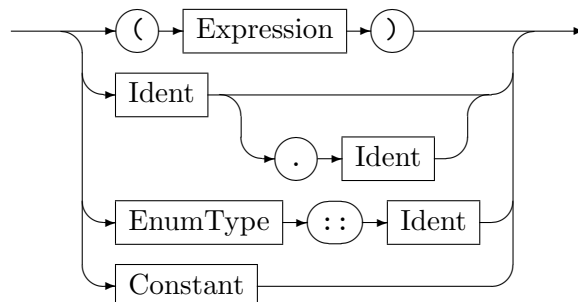 ( Expression )
Ident
. Ident
EnumType :: Ident
Constant